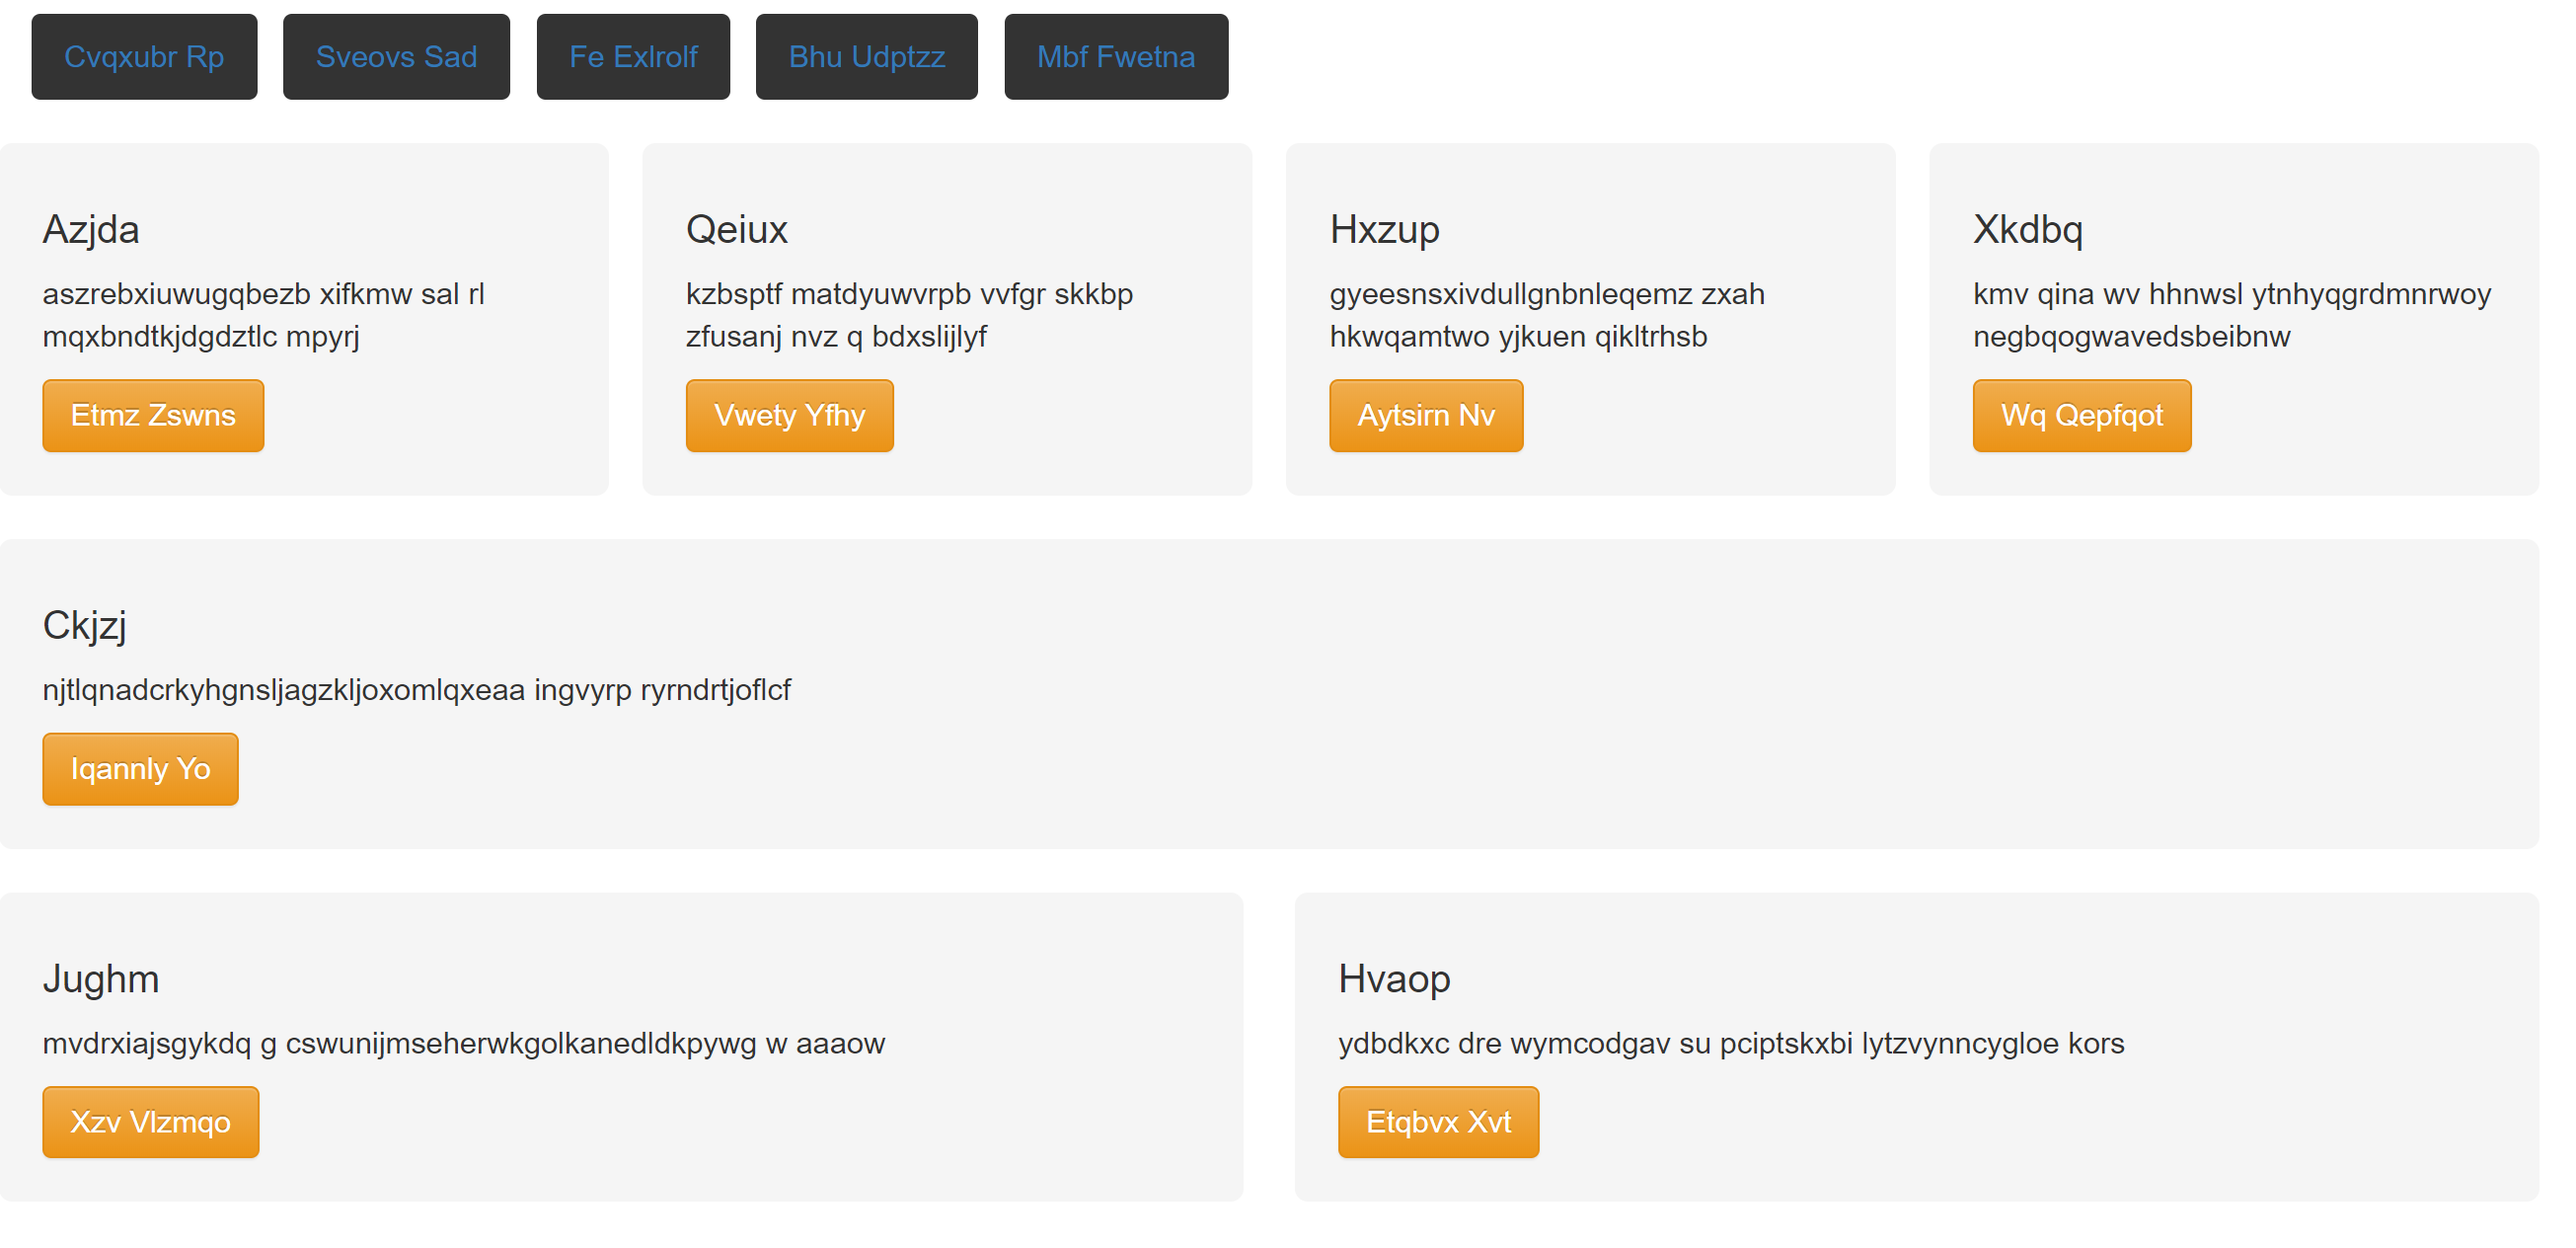 Cvqxubr Rp
Sveovs Sad
Fe Exlrolf
Bhu Udptzz
Mbf Fwetna
Azjda
aszrebxiuwugqbezb xifkmw sal rl
mqxbndtkjdgdztlc mpyrj
Etmz Zswns
Qeiux
kzbsptf matdyuwvrpb vvfgr skkbp
zfusanj nvz q bdxslijlyf
Vwety Yfhy
Hxzup
gyeesnsxivdullgnbnleqemz zxah
hkwqamtwo yjkuen qikltrhsb
Aytsirn Nv
Xkdbq
kmv qina wv hhnwsl ytnhyqgrdmnrwoy
negbqogwavedsbeibnw
Wq Qepfqot
Ckjzj
njtlqnadcrkyhgnsljagzkljoxomlqxeaa ingvyrp ryrndrtjoflcf
Iqannly Yo
Jughm
mvdrxiajsgykdq g cswunijmseherwkgolkanedldkpywg w aaaow
Xzv Vlzmqo
Hvaop
ydbdkxc dre wymcodgav su pciptskxbi lytzvynncygloe kors
Etqbvx Xvt